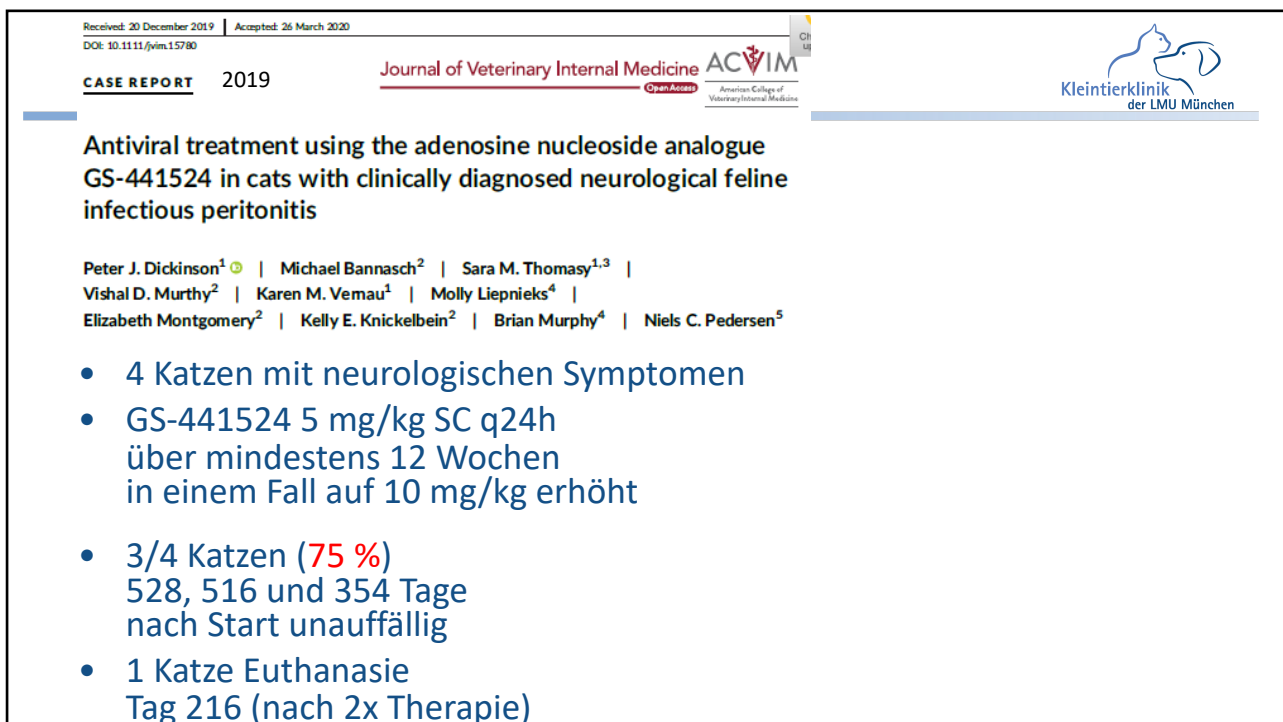 Received: 20 December 2019 | Accepted: 26 March 2020
DOI: 10.1111/jvim.15780
CASE REPORT 2019
Journal of Veterinary Internal Medicine
Open Access
ACVIM
American College of
Veterinary Internal Medicine
Kleintierklinik
der LMU München
Antiviral treatment using the adenosine nucleoside analogue
GS-441524 in cats with clinically diagnosed neurological feline
infectious peritonitis
Peter J. Dickinson1 | Michael Bannasch2 | Sara M. Thomasy1,3 |
Vishal D. Murthy2 | Karen M. Vernau1 | Molly Liepnieks4 |
Elizabeth Montgomery2 | Kelly E. Knickelbein2 | Brian Murphy4 | Niels C. Pedersen5
• 4 Katzen mit neurologischen Symptomen
• GS-441524 5 mg/kg SC q24h
über mindestens 12 Wochen
in einem Fall auf 10 mg/kg erhöht
• 3/4 Katzen (75 %)
528, 516 und 354 Tage
nach Start unauffällig
• 1 Katze Euthanasie
Tag 216 (nach 2x Therapie)